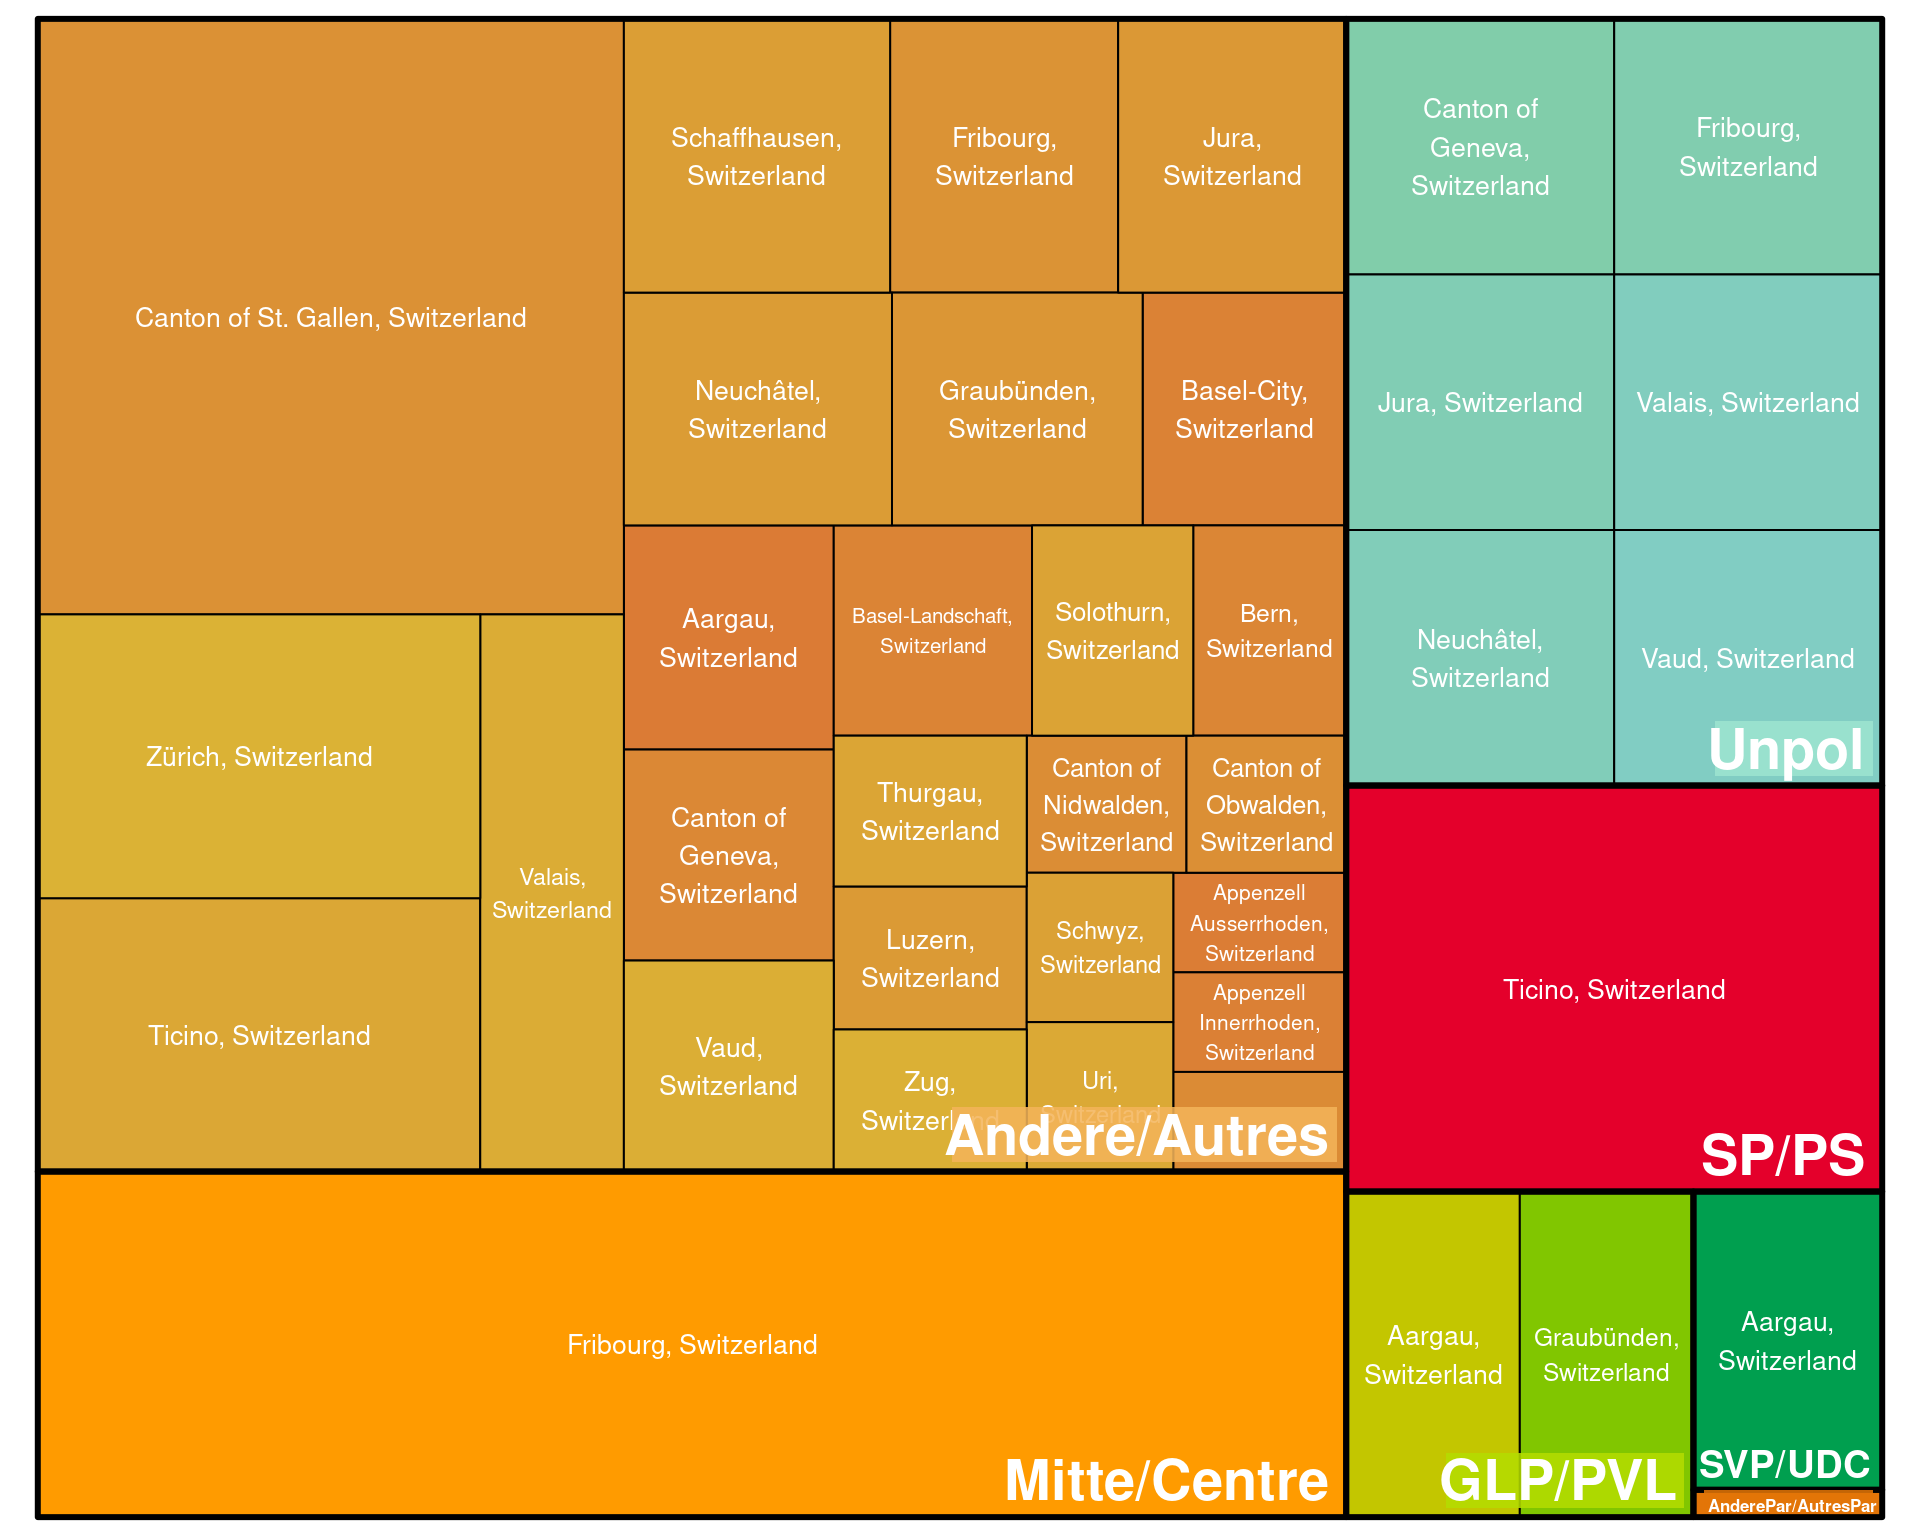 Canton of St. Gallen, Switzerland
Schaffhausen,
Switzerland
Fribourg,
Switzerland
Jura,
Switzerland
Neuchâtel,
Switzerland
Graubünden,
Switzerland
Basel-City,
Switzerland
Zürich, Switzerland
Ticino, Switzerland
Valais,
Switzerland
Aargau,
Switzerland
Basel-Landschaft,
Switzerland
Solothurn,
Switzerland
Bern,
Switzerland
Canton of
Geneva,
Switzerland
Vaud,
Switzerland
Thurgau,
Switzerland
Luzern,
Switzerland
Zug,
Switzerland
Canton of
Nidwalden,
Switzerland
Canton of
Obwalden,
Switzerland
Schwyz,
Switzerland
Uri,
Switzerland
Appenzell
Ausserrhoden,
Switzerland
Appenzell
Innerrhoden,
Switzerland
Andere/Autres
Fribourg, Switzerland
Mitte/Centre
Canton of
Geneva,
Switzerland
Fribourg,
Switzerland
Jura, Switzerland
Valais, Switzerland
Neuchâtel,
Switzerland
Vaud, Switzerland
Unpol
Ticino, Switzerland
SP/PS
Aargau,
Switzerland
Graubünden,
Switzerland
GLP/PVL
Aargau,
Switzerland
SVP/UDC
AnderePar/AutresPar